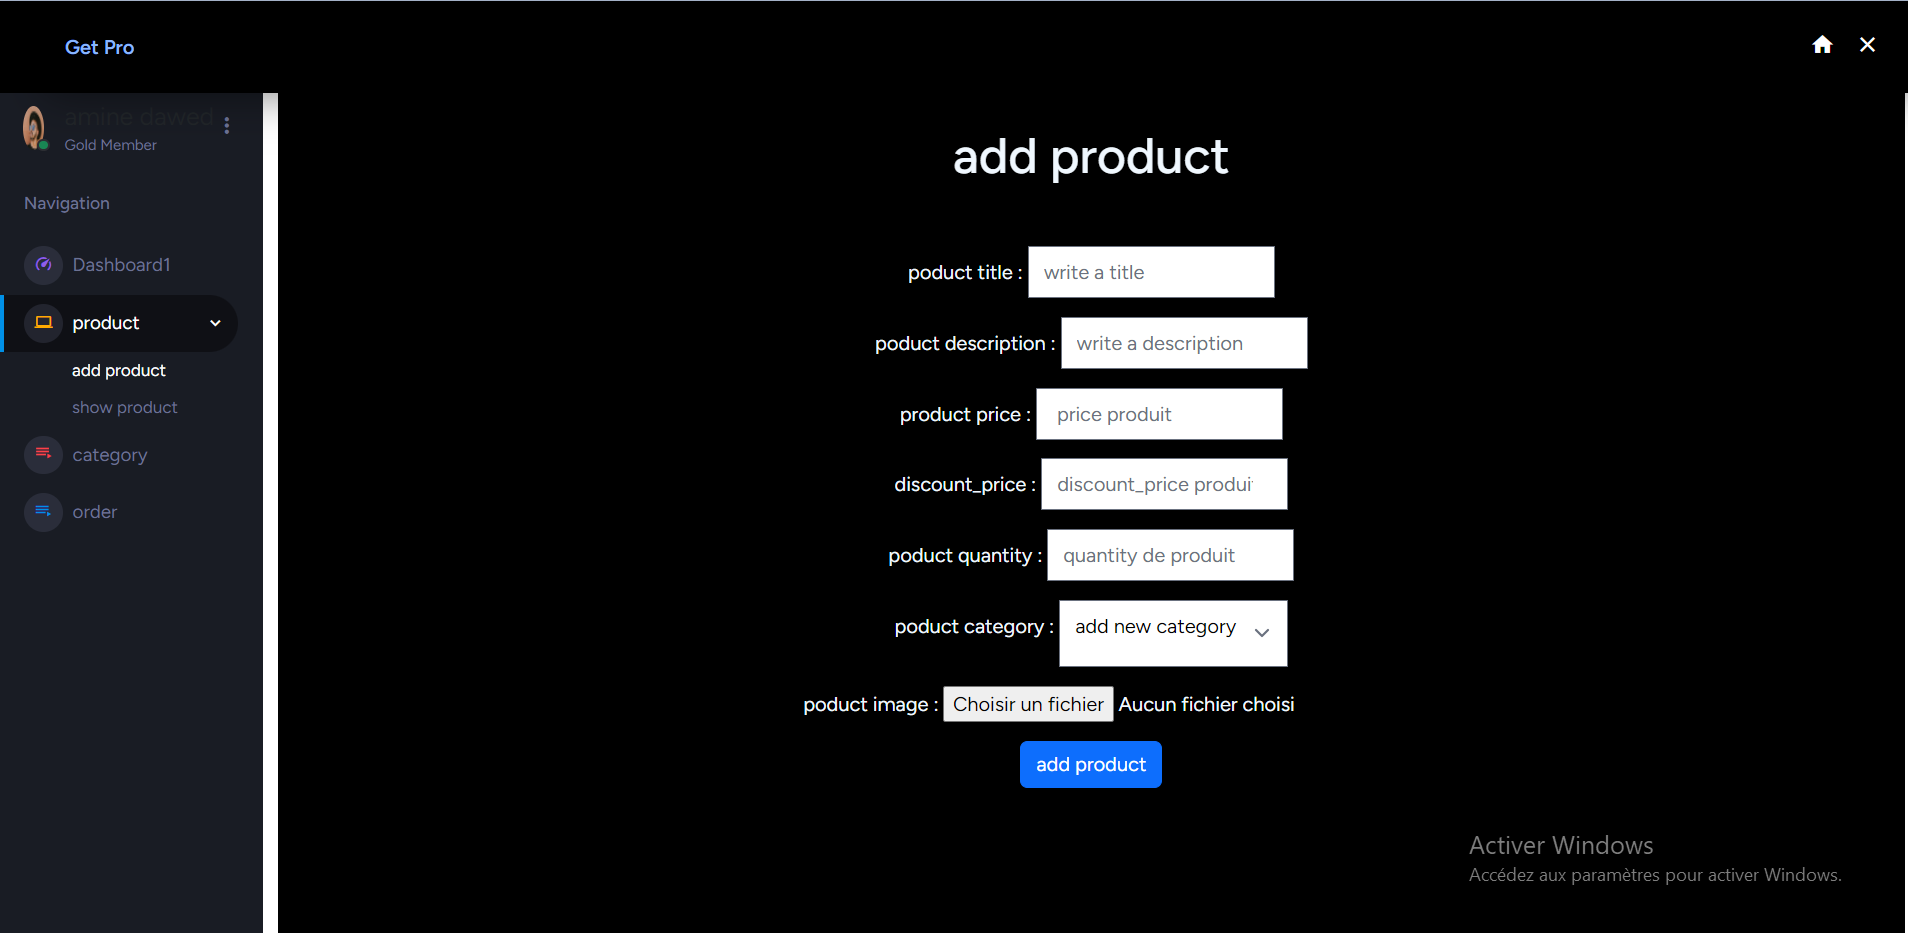 Get Pro
amine dawed
Gold Member
Navigation
Dashboard1
product
add product
show product
category
order
add product
poduct title : write a title
poduct description : write a description
product price : price produit
discount_price : discount_price produi
poduct quantity : quantity de produit
poduct category : add new category
poduct image : Choisir un fichier Aucun fichier choisi
add product
Activer Windows
Accédez aux paramètres pour activer Windows.